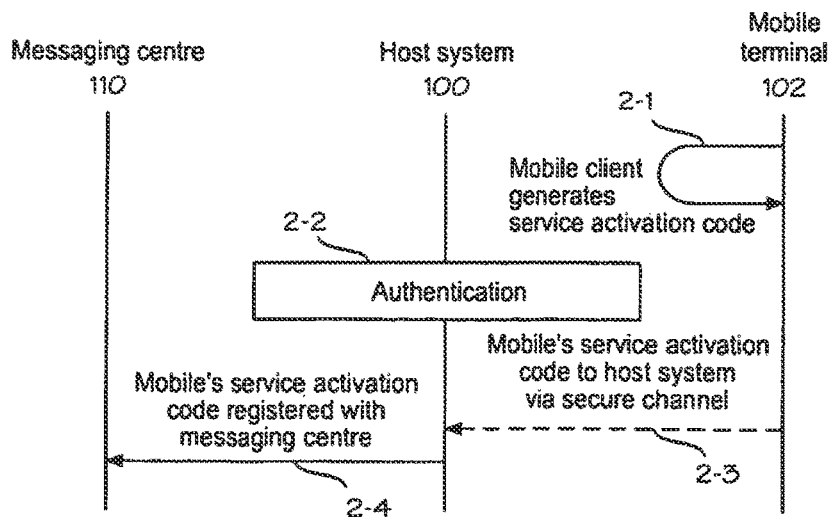 Messaging centre
110
Host system
100
Mobile
terminal
102
2-1
Mobile client
generates
service activation code
2-2
Authentication
Mobile's service activation
code to host system
via secure channel
2-3
Mobile's service activation
code registered with
messaging centre
2-4